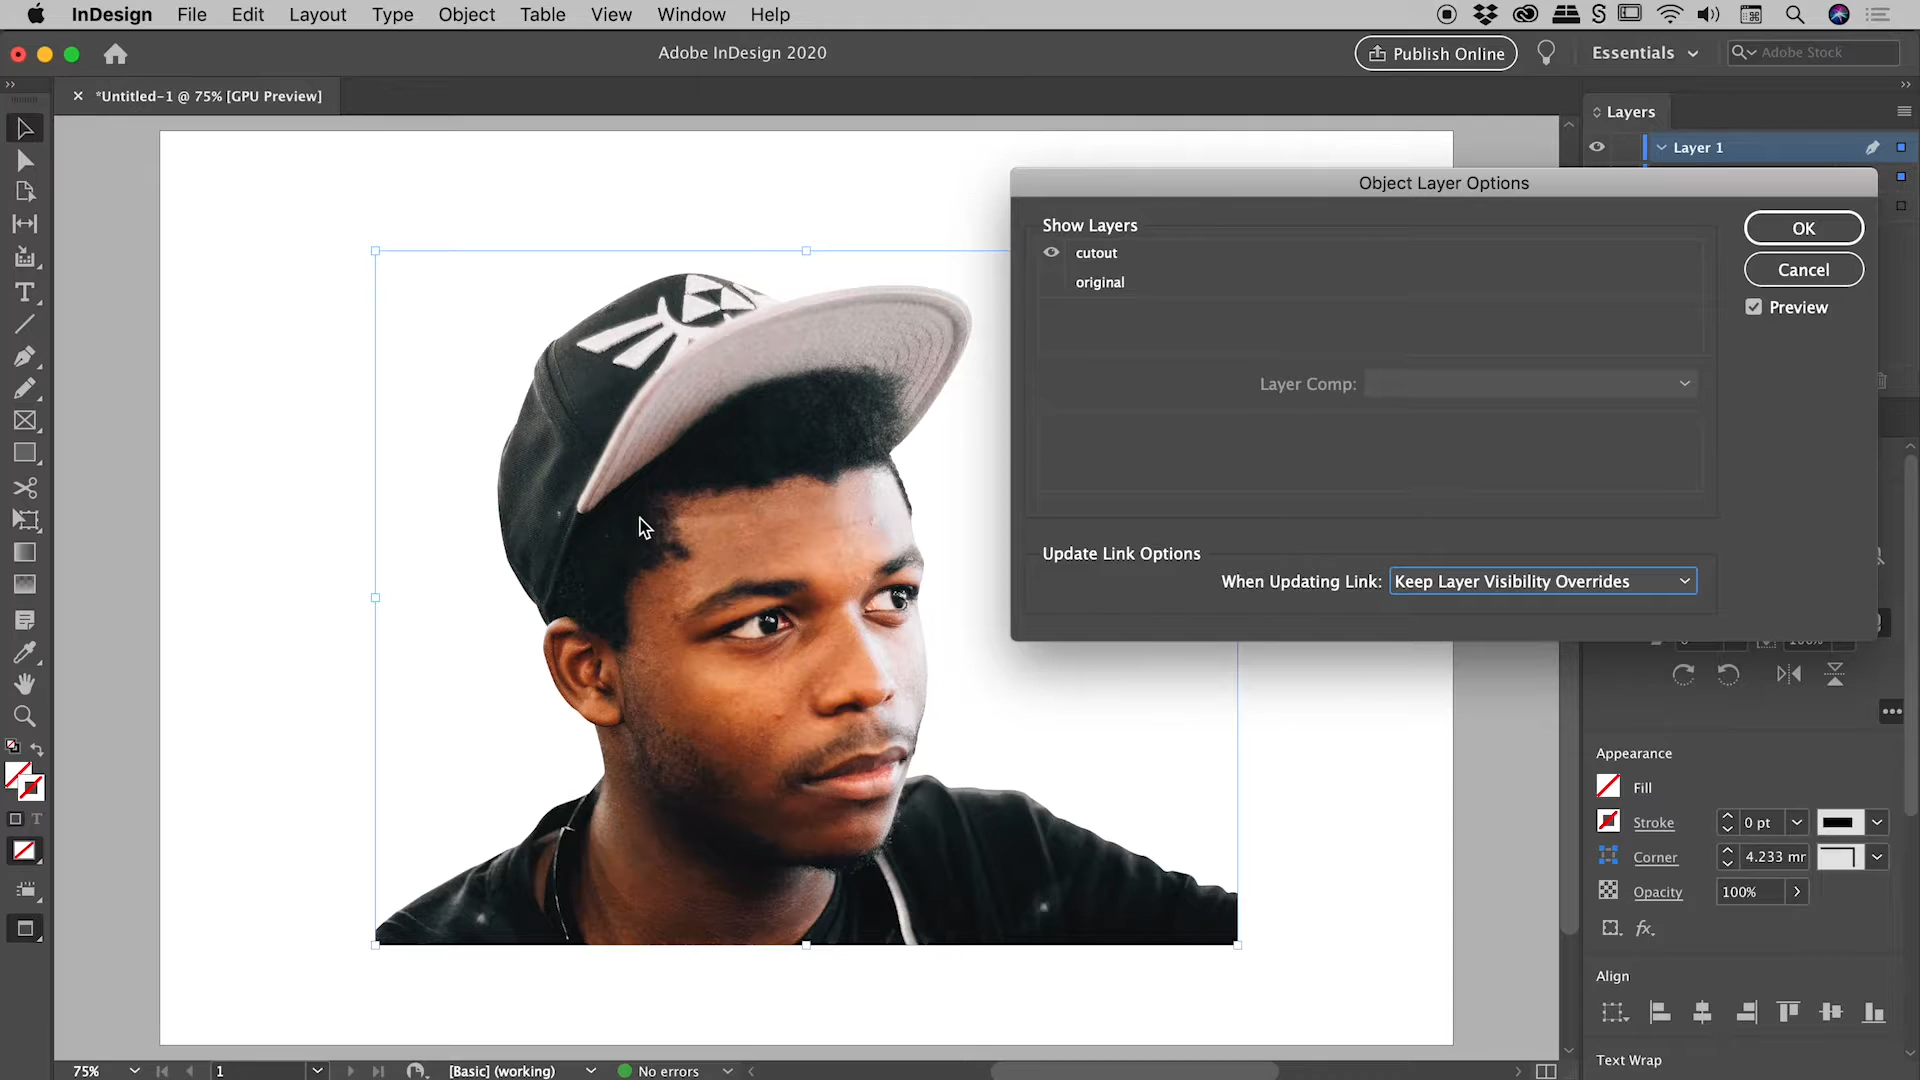 InDesign File Edit Layout Type Object Table View Window Help
Adobe InDesign 2020
Publish Online
Essentials
Adobe Stock
*Untitled-1 @ 75% [GPU Preview]
Layers
Layer 1
Object Layer Options
Show Layers
cutout
original
OK
Cancel
Preview
Layer Comp:
Update Link Options
When Updating Link: Keep Layer Visibility Overrides
Appearance
Fill
Stroke 0 pt
Corner 4.233 mr
Opacity 100%
fx.
Align
Text Wrap
75% 1 [Basic] (working) No errors